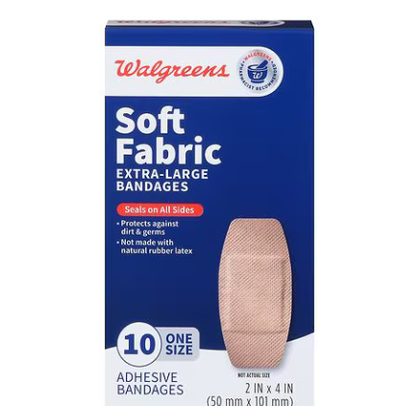 Walgreens
WALGREENS
PHARMACIST RECOMMENDED
Soft
Fabric
EXTRA-LARGE
BANDAGES
Seals on All Sides
• Protects against
dirt & germs
• Not made with
natural rubber latex
10 ONE
SIZE
ADHESIVE
BANDAGES
NOT ACTUAL SIZE
2 IN x 4 IN
(50 mm x 101 mm)